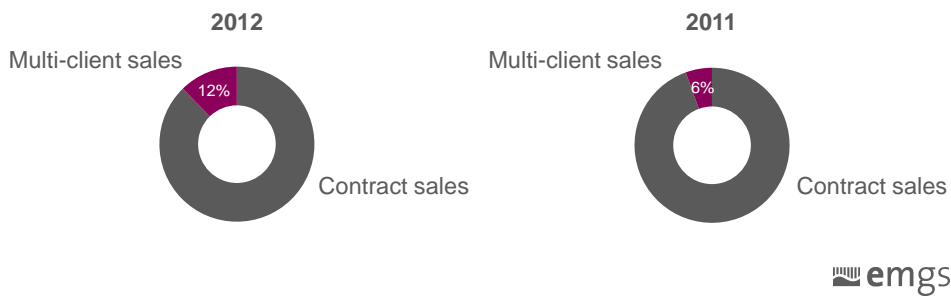 2012
Multi-client sales
12%
Contract sales
2011
Multi-client sales
6%
Contract sales
emgs